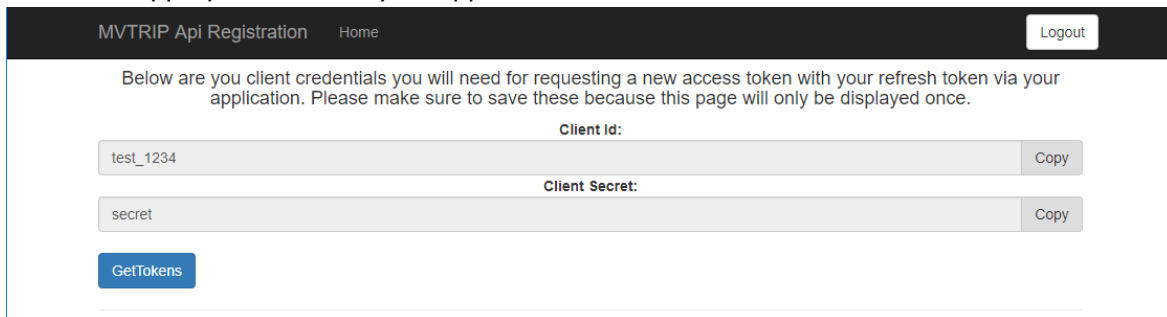 MVTRIP Api Registration Home Logout
Below are you client credentials you will need for requesting a new access token with your refresh token via your
application. Please make sure to save these because this page will only be displayed once.
Client Id:
test_1234 Copy
Client Secret:
secret Copy
GetTokens